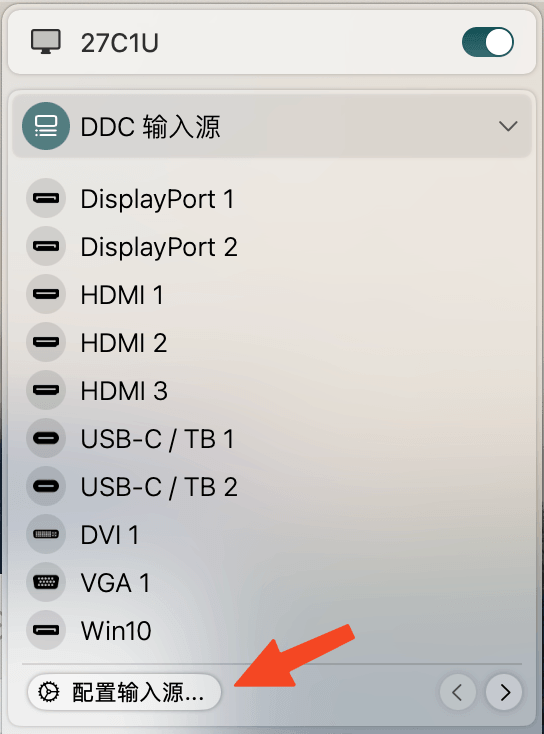 27C1U
DDC 输入源
DisplayPort 1
DisplayPort 2
HDMI 1
HDMI 2
HDMI 3
USB-C / TB 1
USB-C / TB 2
DVI 1
VGA 1
Win10
配置输入源...